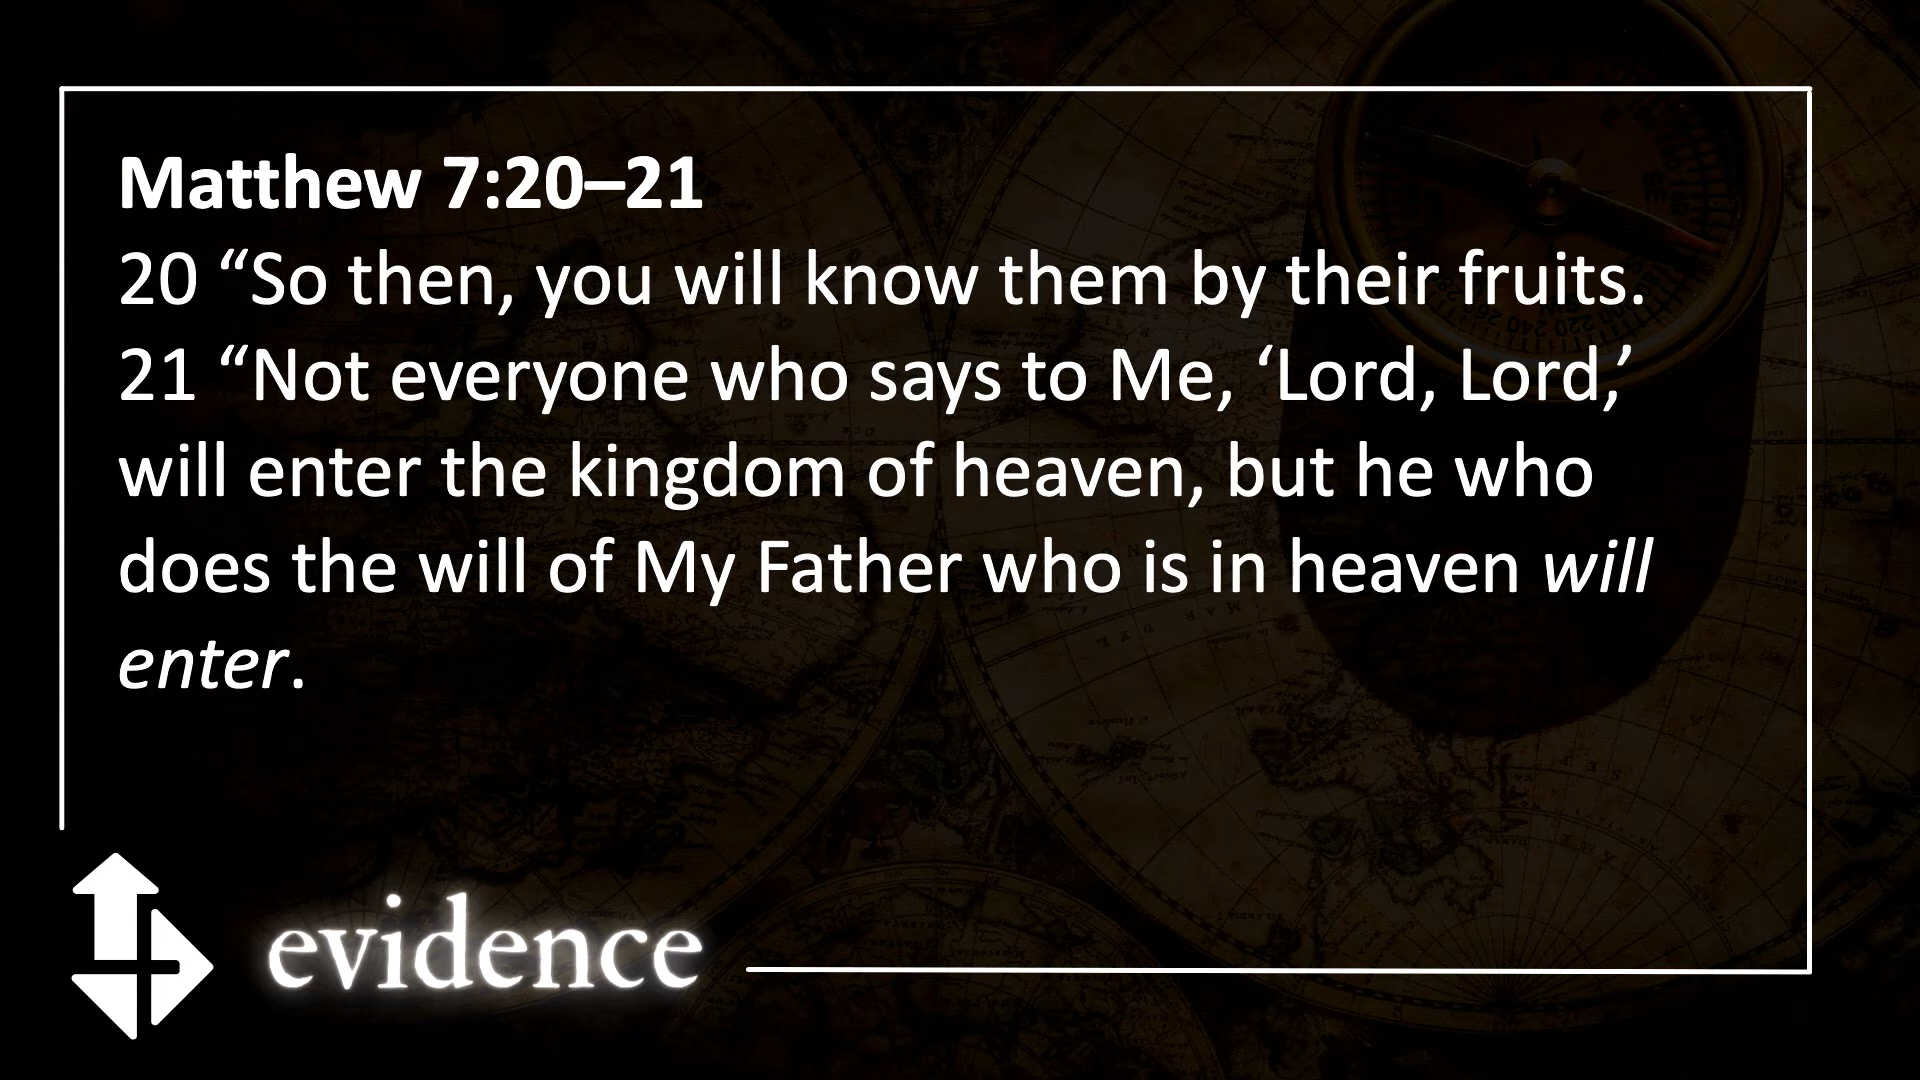 Matthew 7:20–21
20 “So then, you will know them by their fruits.
21 “Not everyone who says to Me, ‘Lord, Lord,’
will enter the kingdom of heaven, but he who
does the will of My Father who is in heaven will
enter.
evidence